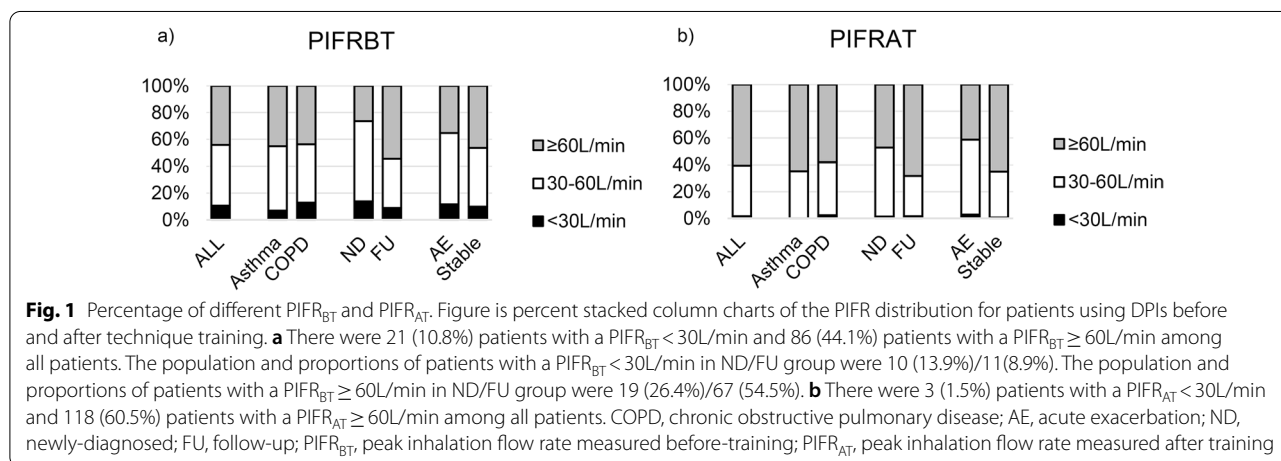 a)
PIFRBT
100%
80%
60%
40%
20%
0%
ALL
Asthma
COPD
ND
FU
AE
Stable
≥60L/min
30-60L/min
<30L/min
b)
PIFRAT
100%
80%
60%
40%
20%
0%
ALL
Asthma
COPD
ND
FU
AE
Stable
≥60L/min
30-60L/min
<30L/min
Fig. 1 Percentage of different PIFRBT and PIFRAT. Figure is percent stacked column charts of the PIFR distribution for patients using DPIs before
and after technique training. a There were 21 (10.8%) patients with a PIFRBT < 30L/min and 86 (44.1%) patients with a PIFRBT ≥ 60L/min among
all patients. The population and proportions of patients with a PIFRBT < 30L/min in ND/FU group were 10 (13.9%)/11(8.9%). The population and
proportions of patients with a PIFRBT ≥ 60L/min in ND/FU group were 19 (26.4%)/67 (54.5%). b There were 3 (1.5%) patients with a PIFRAT < 30L/min
and 118 (60.5%) patients with a PIFRAT ≥ 60L/min among all patients. COPD, chronic obstructive pulmonary disease; AE, acute exacerbation; ND,
newly-diagnosed; FU, follow-up; PIFRBT, peak inhalation flow rate measured before-training; PIFRAT, peak inhalation flow rate measured after training